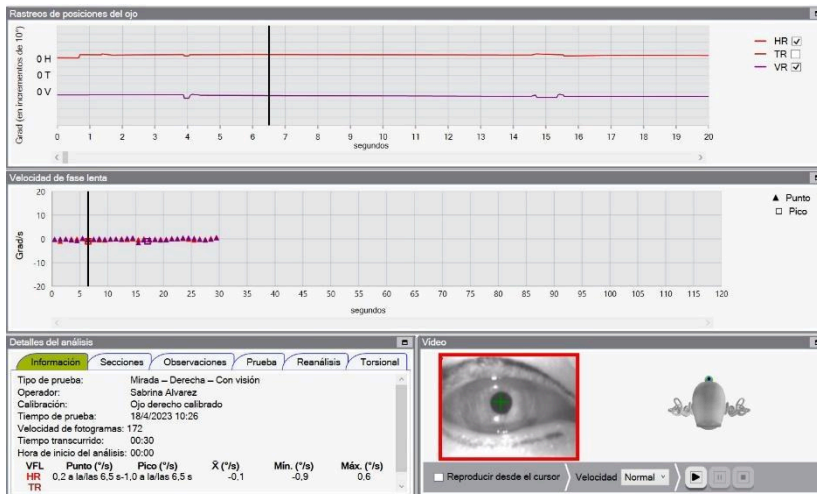 Rastreos de posiciones del ojo
Grad (en incrementos de 10°)
0 H
0 T
0 V
HR
TR
VR
0 1 2 3 4 5 6 7 8 9 10 11 12 13 14 15 16 17 18 19 20
segundos
Velocidad de fase lenta
Grad/s
20
10
0
-10
-20
Punto
Pico
0 5 10 15 20 25 30 35 40 45 50 55 60 65 70 75 80 85 90 95 100 105 110 115 120
segundos
Detalles del análisis
Información Secciones Observaciones Prueba Reanálisis Torsional
Tipo de prueba: Mirada – Derecha – Con visión
Operador: Sabrina Alvarez
Calibración: Ojo derecho calibrado
Tiempo de prueba: 18/4/2023 10:26
Velocidad de fotogramas: 172
Tiempo transcurrido: 00:30
Hora de inicio del análisis: 00:00
VFL Punto (°/s) Pico (°/s) X̄ (°/s) Mín. (°/s) Máx. (°/s)
HR 0,2 a la/las 6,5 s -1,0 a la/las 6,5 s -0,1 -0,9 0,6
TR
Vídeo
Reproducir desde el cursor Velocidad Normal